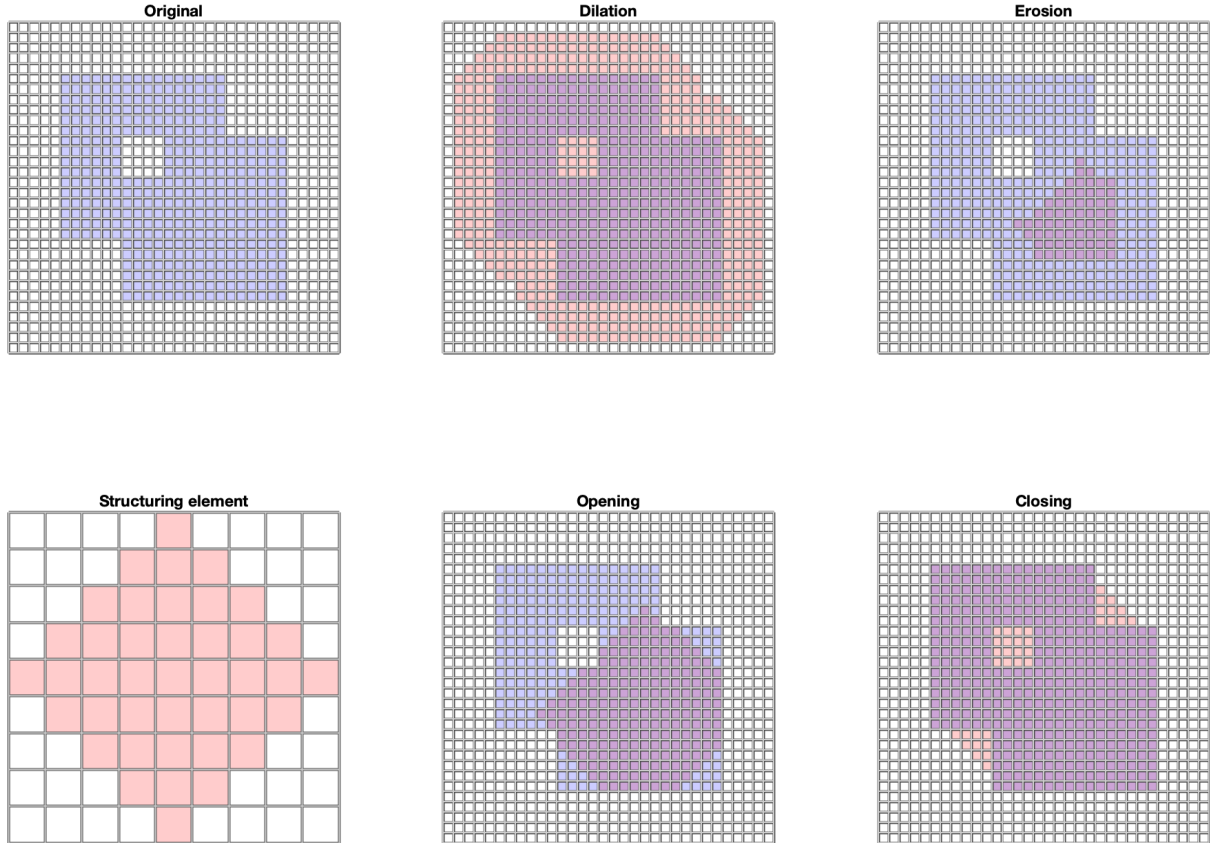 Original
Dilation
Erosion
Structuring element
Opening
Closing